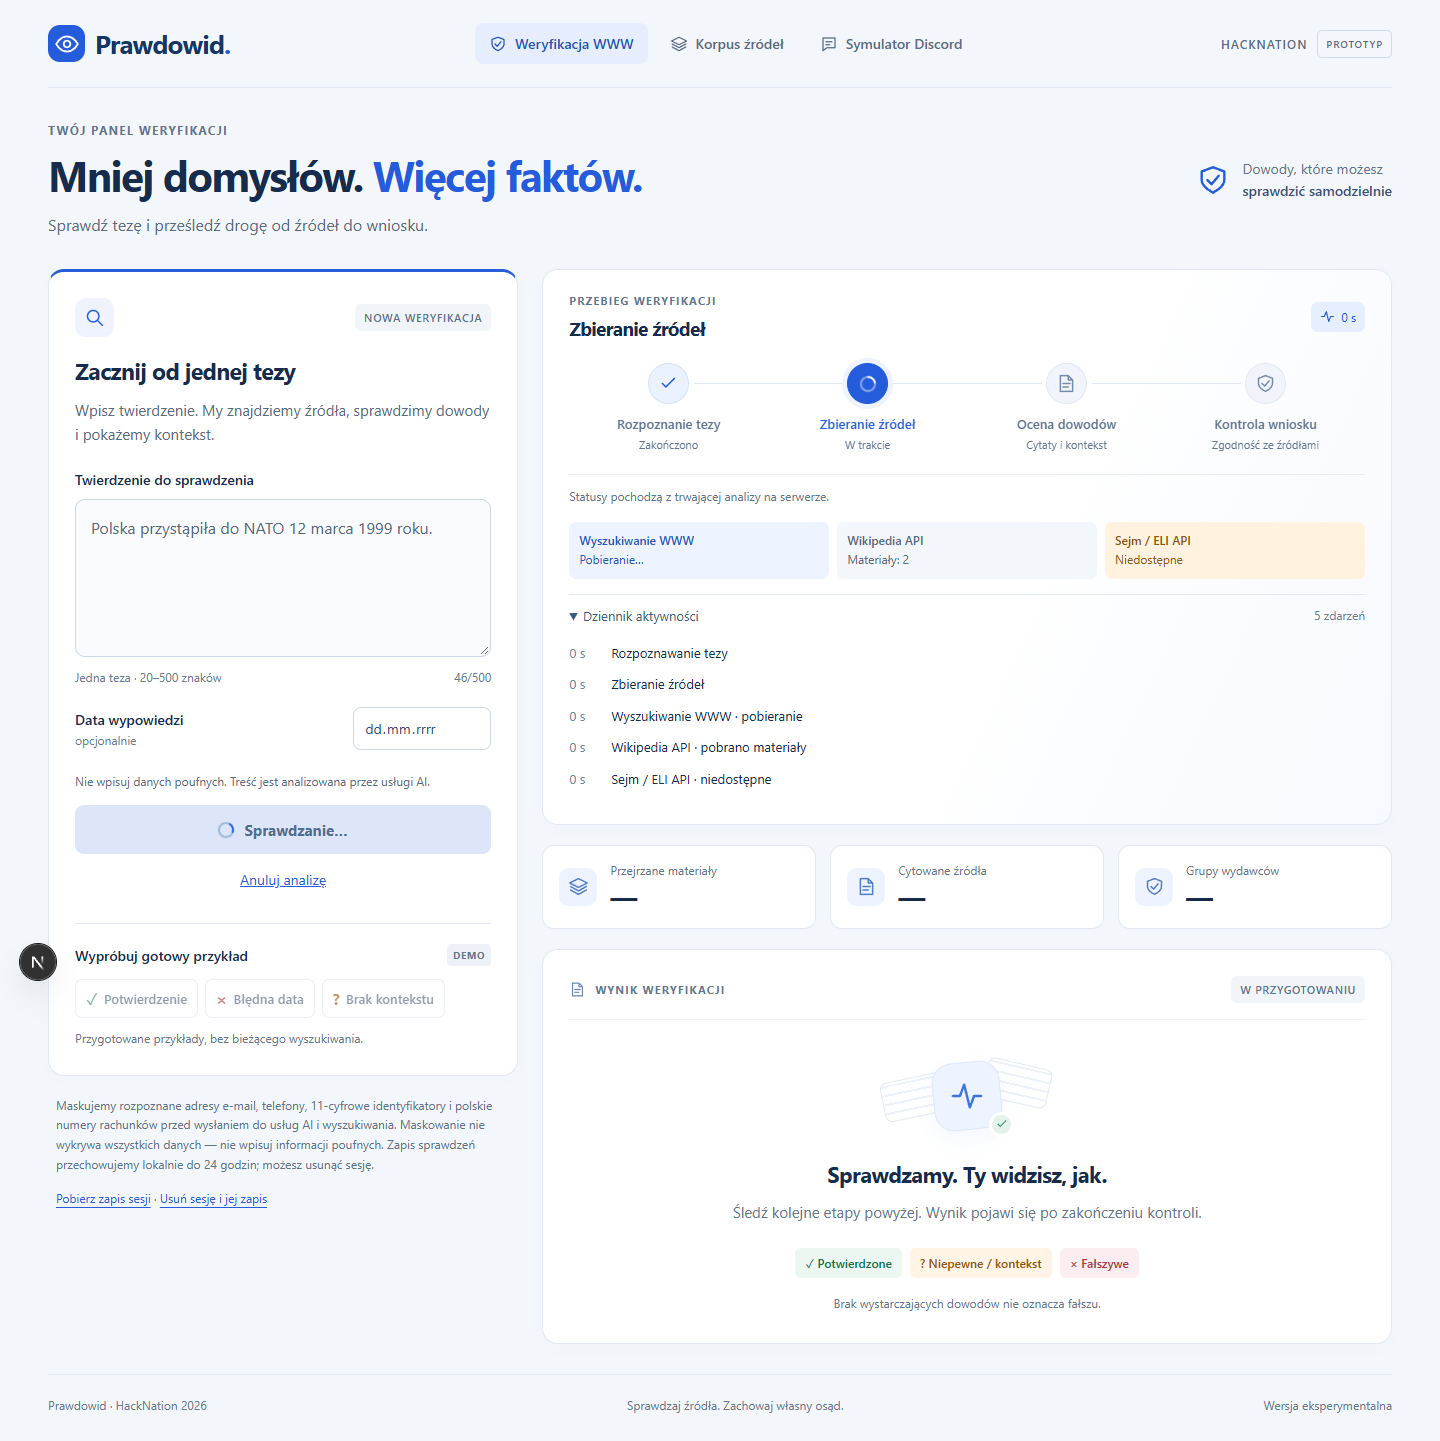 Prawdowid.
Weryfikacja WWW
Korpus źródeł
Symulator Discord
HACKNATION
PROTOTYP
TWÓJ PANEL WERYFIKACJI
Mniej domysłów. Więcej faktów.
Sprawdź tezę i prześledź drogę od źródeł do wniosku.
Dowody, które możesz
sprawdzić samodzielnie
NOWA WERYFIKACJA
Zacznij od jednej tezy
Wpisz twierdzenie. My znajdziemy źródła, sprawdzimy dowody
i pokażemy kontekst.
Twierdzenie do sprawdzenia
Polska przystąpiła do NATO 12 marca 1999 roku.
Jedna teza · 20–500 znaków
46/500
Data wypowiedzi
opcjonalnie
dd.mm.rrrr
Nie wpisuj danych poufnych. Treść jest analizowana przez usługi AI.
Sprawdzanie...
Anuluj analizę
Wypróbuj gotowy przykład
DEMO
✓ Potwierdzenie
× Błędna data
? Brak kontekstu
Przygotowane przykłady, bez bieżącego wyszukiwania.
Maskujemy rozpoznane adresy e-mail, telefony, 11-cyfrowe identyfikatory i polskie
numery rachunków przed wysłaniem do usług AI i wyszukiwania. Maskowanie nie
wykrywa wszystkich danych — nie wpisuj informacji poufnych. Zapis sprawdzeń
przechowujemy lokalnie do 24 godzin; możesz usunąć sesję.
Pobierz zapis sesji · Usuń sesję i jej zapis
PRZEBIEG WERYFIKACJI
Zbieranie źródeł
0 s
Rozpoznanie tezy
Zakończono
Zbieranie źródeł
W trakcie
Ocena dowodów
Cytaty i kontekst
Kontrola wniosku
Zgodność ze źródłami
Statusy pochodzą z trwającej analizy na serwerze.
Wyszukiwanie WWW
Pobieranie...
Wikipedia API
Materiały: 2
Sejm / ELI API
Niedostępne
▼ Dziennik aktywności
5 zdarzeń
0 s Rozpoznawanie tezy
0 s Zbieranie źródeł
0 s Wyszukiwanie WWW · pobieranie
0 s Wikipedia API · pobrano materiały
0 s Sejm / ELI API · niedostępne
Przejrzane materiały
—
Cytowane źródła
—
Grupy wydawców
—
WYNIK WERYFIKACJI
W PRZYGOTOWANIU
Sprawdzamy. Ty widzisz, jak.
Śledź kolejne etapy powyżej. Wynik pojawi się po zakończeniu kontroli.
✓ Potwierdzone
? Niepewne / kontekst
× Fałszywe
Brak wystarczających dowodów nie oznacza fałszu.
N
Prawdowid · HackNation 2026
Sprawdzaj źródła. Zachowaj własny osąd.
Wersja eksperymentalna